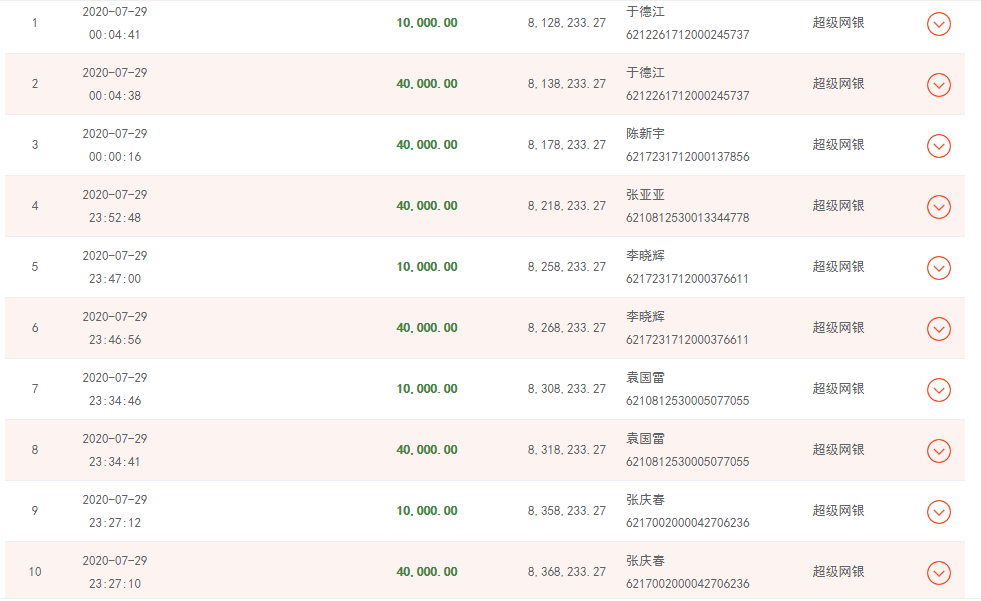 1 2020-07-29 00:04:41 10,000.00 8,128,233.27 于德江 6212261712000245737 超级网银
2 2020-07-29 00:04:38 40,000.00 8,138,233.27 于德江 6212261712000245737 超级网银
3 2020-07-29 00:00:16 40,000.00 8,178,233.27 陈新宇 6217231712000137856 超级网银
4 2020-07-29 23:52:48 40,000.00 8,218,233.27 张亚亚 6210812530013344778 超级网银
5 2020-07-29 23:47:00 10,000.00 8,258,233.27 李晓辉 6217231712000376611 超级网银
6 2020-07-29 23:46:56 40,000.00 8,268,233.27 李晓辉 6217231712000376611 超级网银
7 2020-07-29 23:34:46 10,000.00 8,308,233.27 袁国雷 6210812530005077055 超级网银
8 2020-07-29 23:34:41 40,000.00 8,318,233.27 袁国雷 6210812530005077055 超级网银
9 2020-07-29 23:27:12 10,000.00 8,358,233.27 张庆春 6217002000042706236 超级网银
10 2020-07-29 23:27:10 40,000.00 8,368,233.27 张庆春 6217002000042706236 超级网银